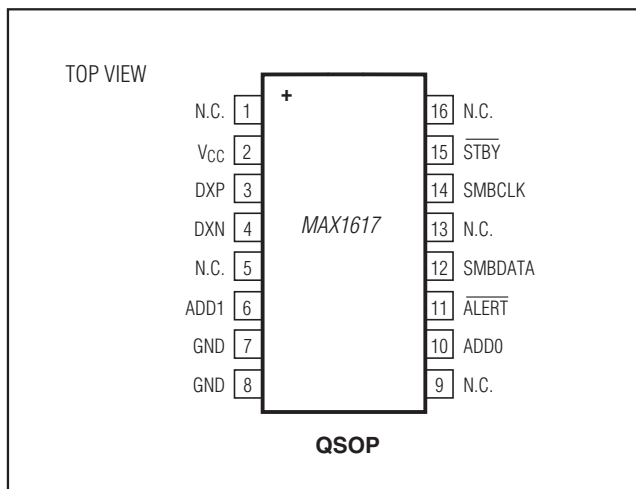 TOP VIEW
+
N.C. 1 16 N.C.
VCC 2 15 STBY
DXP 3 14 SMBCLK
DXN 4 MAX1617 13 N.C.
N.C. 5 12 SMBDATA
ADD1 6 11 ALERT
GND 7 10 ADD0
GND 8 9 N.C.
QSOP